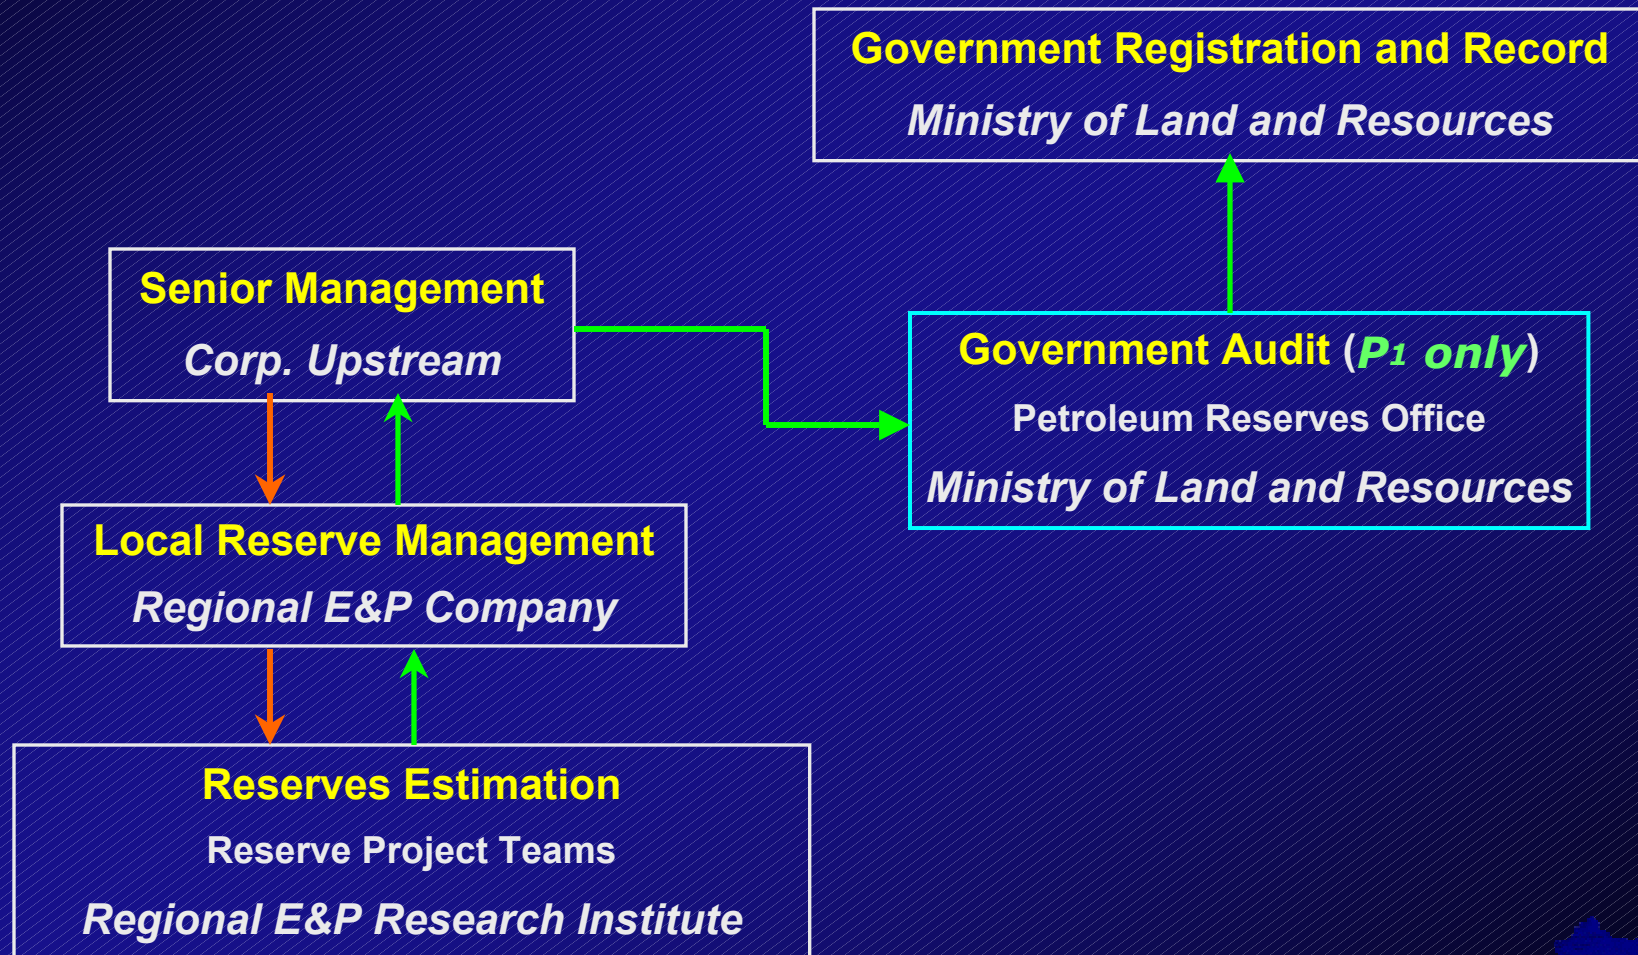 Government Registration and Record
Ministry of Land and Resources
Senior Management
Corp. Upstream
Government Audit (P1 only)
Petroleum Reserves Office
Ministry of Land and Resources
Local Reserve Management
Regional E&P Company
Reserves Estimation
Reserve Project Teams
Regional E&P Research Institute